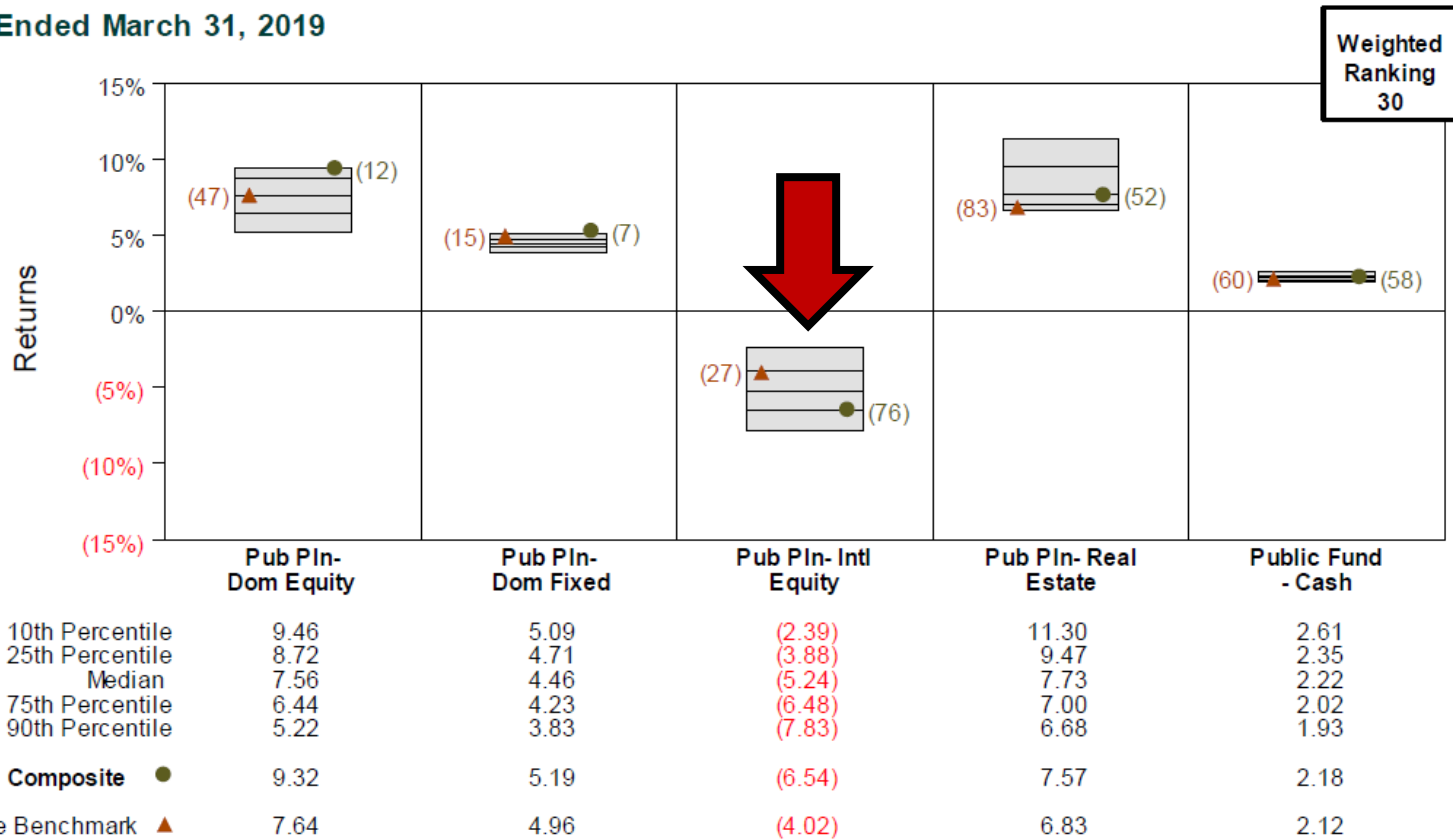 Ended March 31, 2019
Weighted
Ranking
30
Returns
15%
10%
5%
0%
(5%)
(10%)
(15%)
(47)
(12)
(15)
(7)
(27)
(76)
(83)
(52)
(60)
(58)
Pub Pln-
Dom Equity
Pub Pln-
Dom Fixed
Pub Pln- Intl
Equity
Pub Pln- Real
Estate
Public Fund
- Cash
10th Percentile 9.46 5.09 (2.39) 11.30 2.61
25th Percentile 8.72 4.71 (3.88) 9.47 2.35
Median 7.56 4.46 (5.24) 7.73 2.22
75th Percentile 6.44 4.23 (6.48) 7.00 2.02
90th Percentile 5.22 3.83 (7.83) 6.68 1.93
Composite 9.32 5.19 (6.54) 7.57 2.18
e Benchmark 7.64 4.96 (4.02) 6.83 2.12